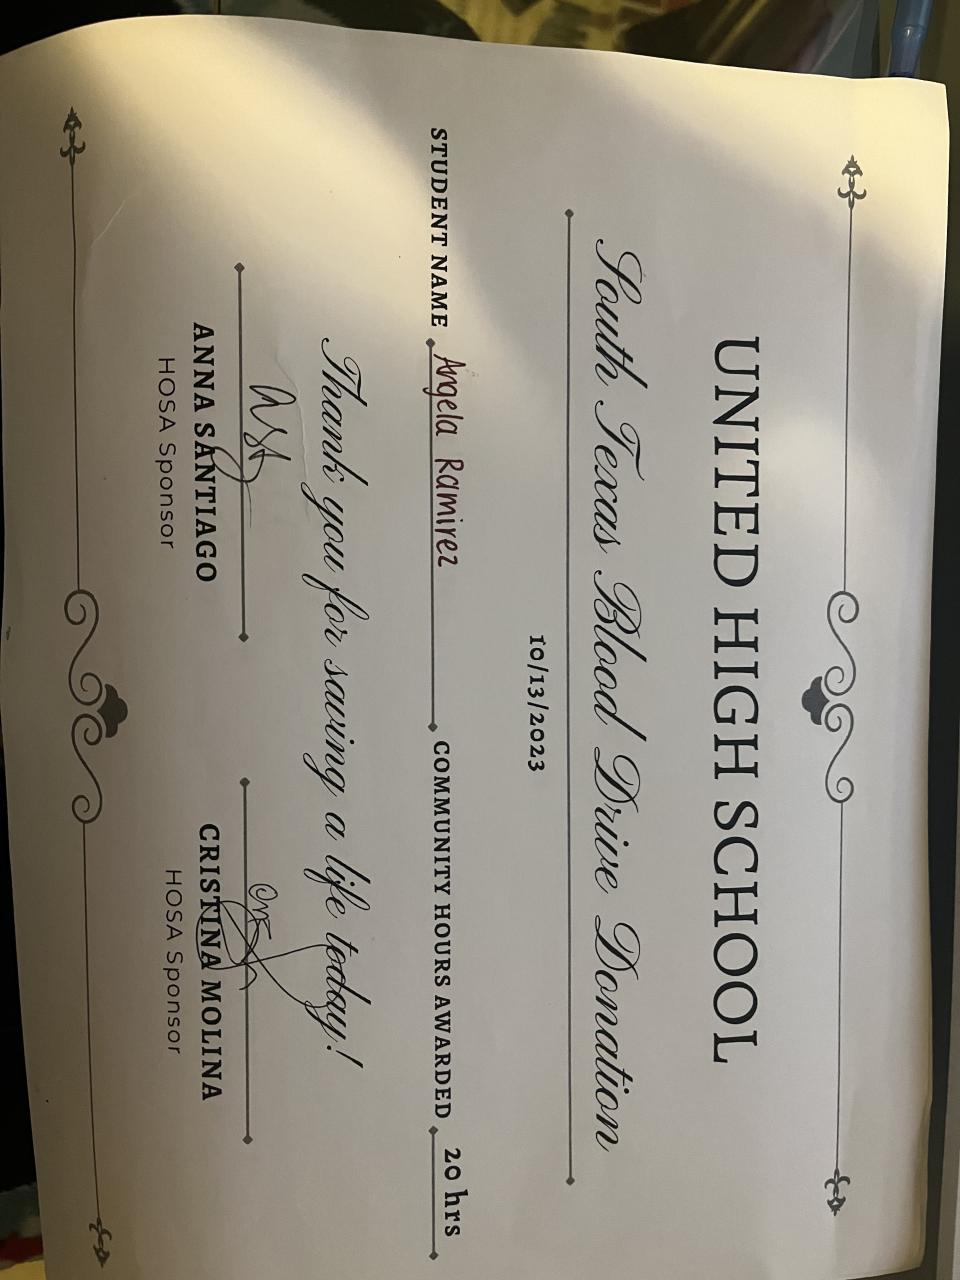 UNITED HIGH SCHOOL
South Texas Blood Drive Donation
10/13/2023
STUDENT NAME Angela Ramirez COMMUNITY HOURS AWARDED 20 hrs
Thank you for saving a life today!
ANNA SANTIAGO
HOSA Sponsor
CRISTINA MOLINA
HOSA Sponsor